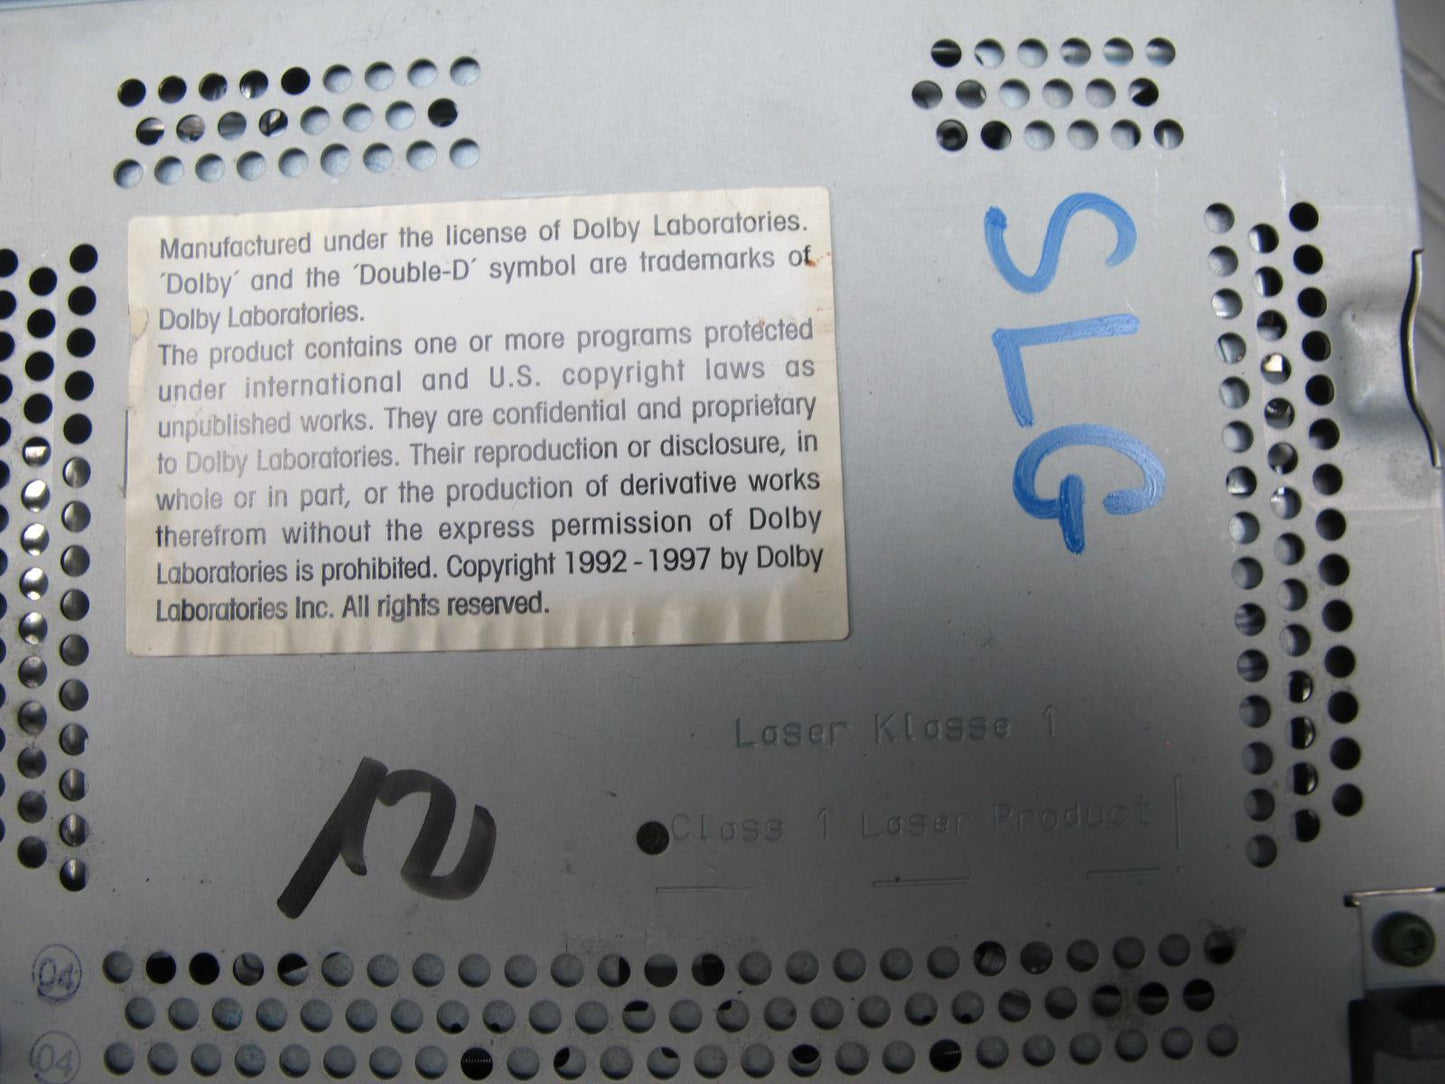 Manufactured under the license of Dolby Laboratories.
´Dolby´ and the ´Double-D´ symbol are trademarks of
Dolby Laboratories.
The product contains one or more programs protected
under international and U.S. copyright laws as
unpublished works. They are confidential and proprietary
to Dolby Laboratories. Their reproduction or disclosure, in
whole or in part, or the production of derivative works
therefrom without the express permission of Dolby
Laboratories is prohibited. Copyright 1992 - 1997 by Dolby
Laboratories Inc. All rights reserved.
SLG
Laser Klasse 1
Class 1 Laser Product
12
04
04